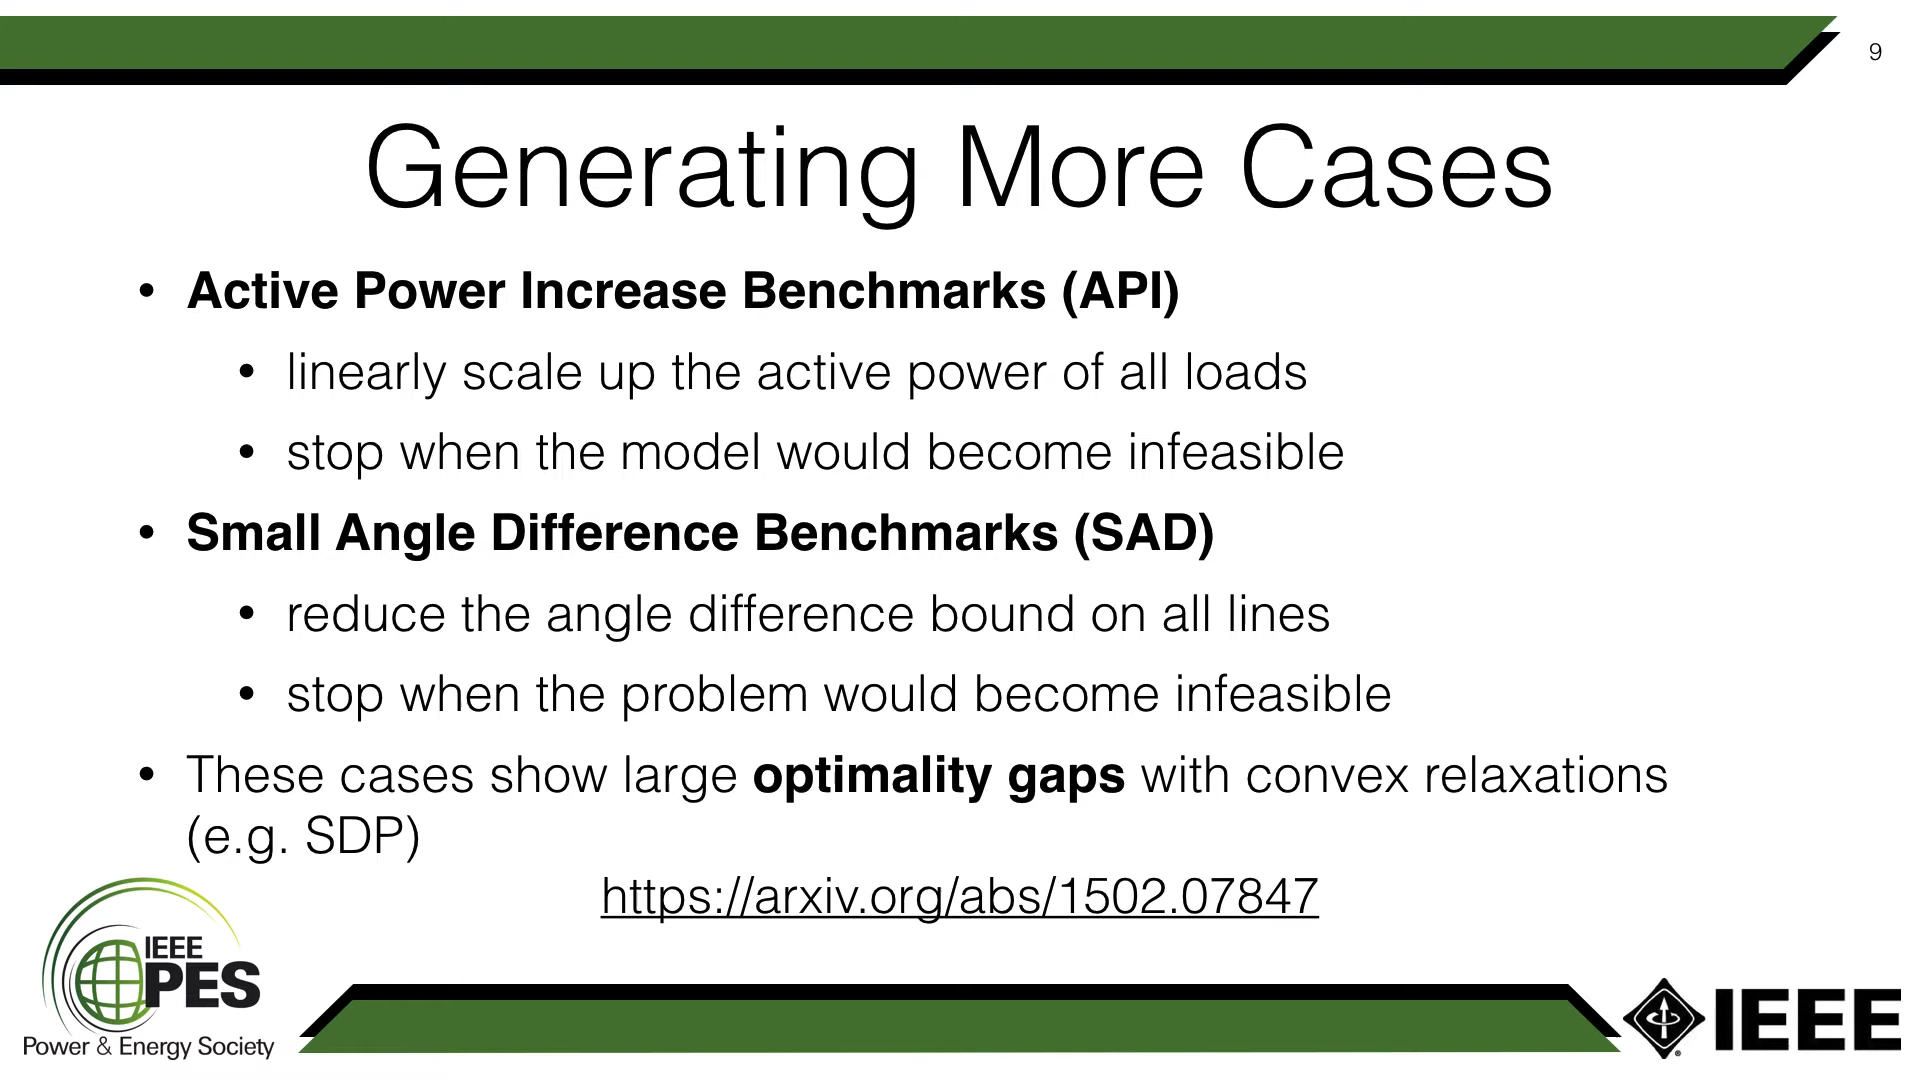 9
Generating More Cases
• Active Power Increase Benchmarks (API)
• linearly scale up the active power of all loads
• stop when the model would become infeasible
• Small Angle Difference Benchmarks (SAD)
• reduce the angle difference bound on all lines
• stop when the problem would become infeasible
• These cases show large optimality gaps with convex relaxations
(e.g. SDP)
https://arxiv.org/abs/1502.07847
IEEE
PES
Power & Energy Society
IEEE